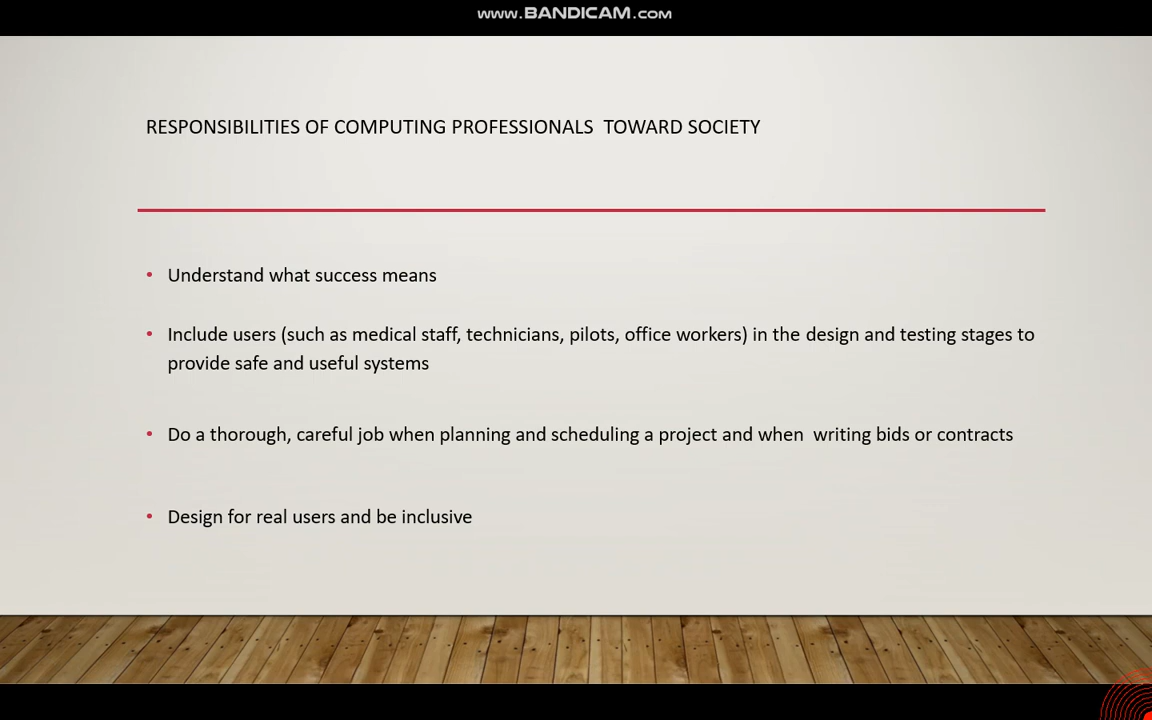 www.BANDICAM.com
RESPONSIBILITIES OF COMPUTING PROFESSIONALS  TOWARD SOCIETY
• Understand what success means
• Include users (such as medical staff, technicians, pilots, office workers) in the design and testing stages to
provide safe and useful systems
• Do a thorough, careful job when planning and scheduling a project and when  writing bids or contracts
• Design for real users and be inclusive